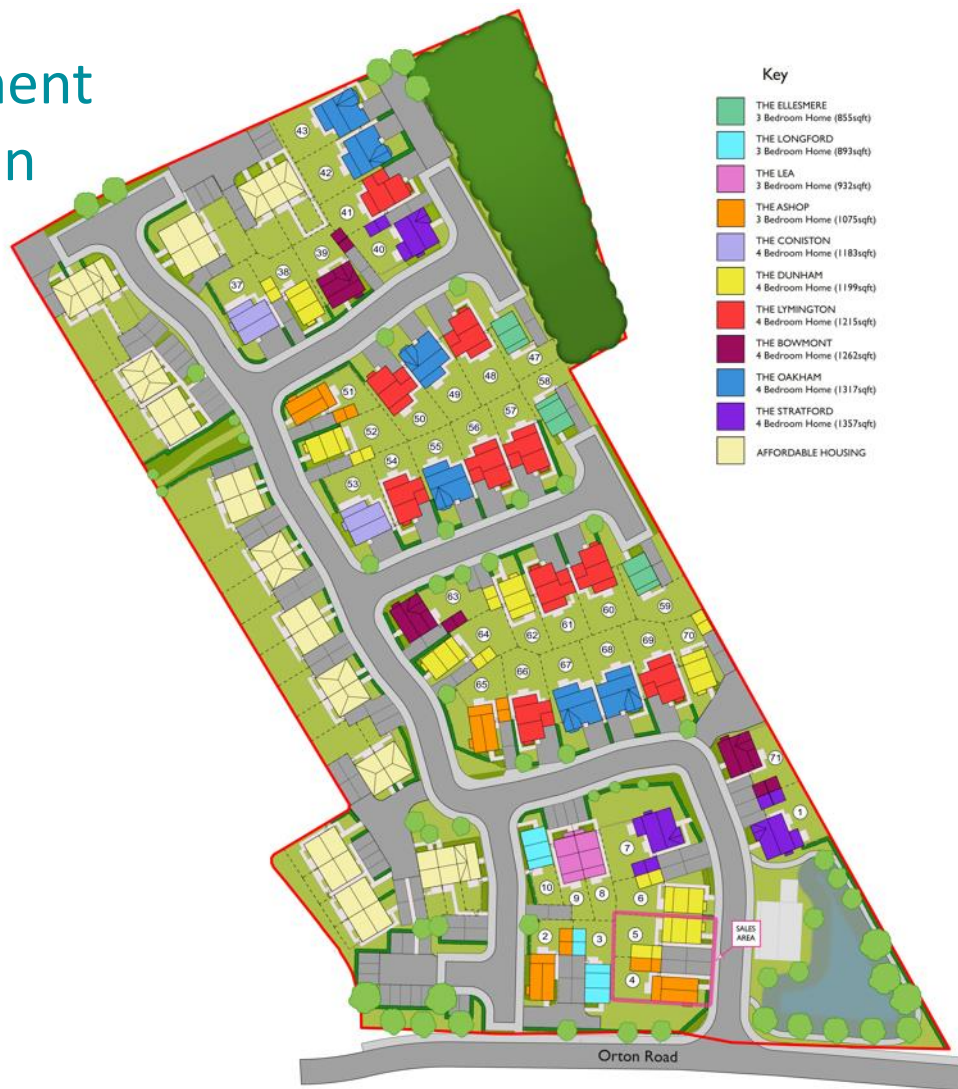 ment
n
Key
THE ELLESMERE
3 Bedroom Home (855sqft)
THE LONGFORD
3 Bedroom Home (893sqft)
THE LEA
3 Bedroom Home (932sqft)
THE ASHOP
3 Bedroom Home (1075sqft)
THE CONISTON
4 Bedroom Home (1183sqft)
THE DUNHAM
4 Bedroom Home (1199sqft)
THE LYMINGTON
4 Bedroom Home (1215sqft)
THE BOWMONT
4 Bedroom Home (1262sqft)
THE OAKHAM
4 Bedroom Home (1317sqft)
THE STRATFORD
4 Bedroom Home (1357sqft)
AFFORDABLE HOUSING
43
42
41
40
39
38
37
47
48
49
50
51
52
53
54
55
56
57
58
59
60
61
62
63
64
65
66
67
68
69
70
71
1
7
10
9
8
6
2
3
5
4
SALES
AREA
Orton Road